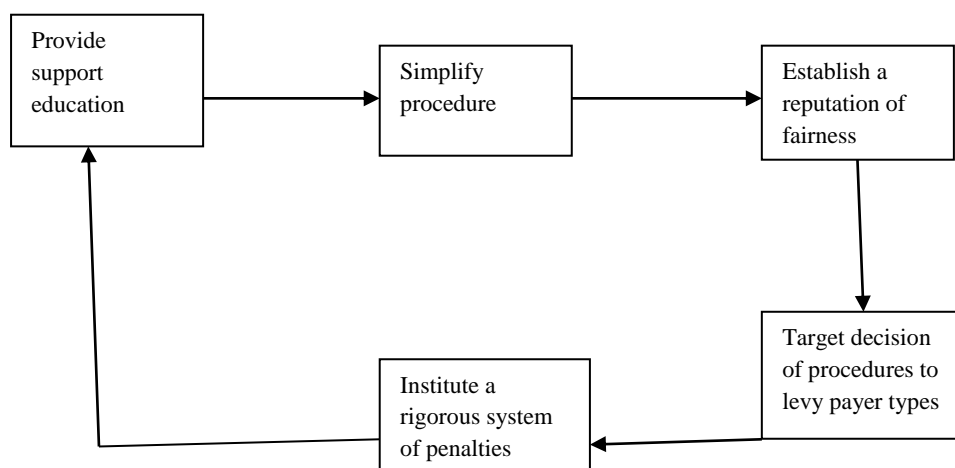 Provide
support
education
Simplify
procedure
Establish a
reputation of
fairness
Target decision
of procedures to
levy payer types
Institute a
rigorous system
of penalties